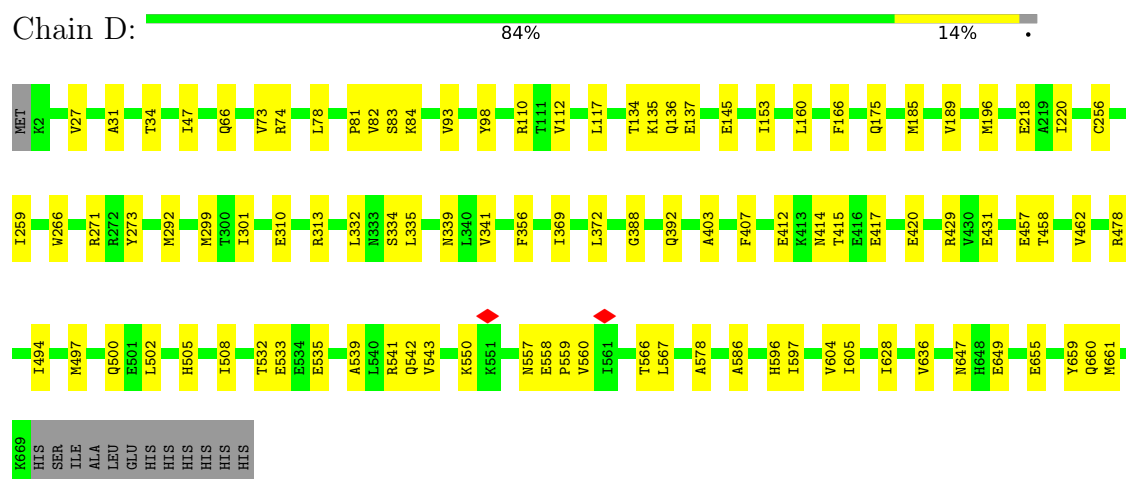 Chain D:
84% 14% •
MET K2 V27 A31 T34 I47 Q66 V73 R74 L78 P81 V82 S83 K84 V93 Y98 R110 T111 V112 L117 T134 K135 Q136 E137 E145 I153 L160 F166 Q175 M185 V189 M196 E218 A219 I220 C256
I259 W266 R271 R272 Y273 M292 M299 T300 I301 E310 R313 L332 N333 S334 L335 N339 L340 V341 F356 I369 L372 G388 Q392 A403 F407 E412 K413 N414 T415 E416 E417 E420 R429 V430 E431 E457 T458 V462 R478
I494 M497 Q500 E501 L502 H505 I508 T532 E533 E534 E535 A539 L540 R541 Q542 V543 K550 K551 N557 E558 P559 V560 I561 T566 L567 A578 A586 H596 I597 V604 I605 I628 V636 N647 H648 E649 E655 Y659 Q660 M661
K669 HIS SER ILE ALA LEU GLU HIS HIS HIS HIS HIS HIS